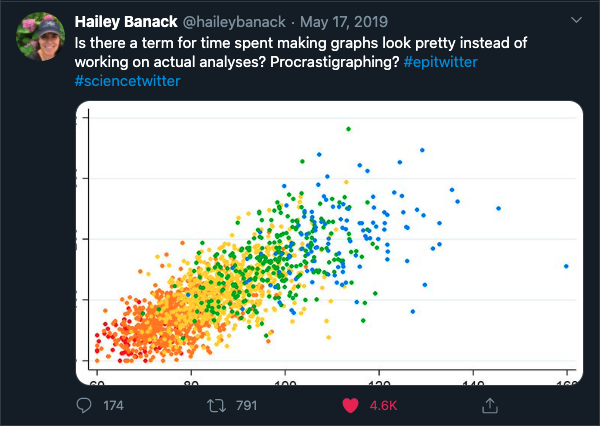 Hailey Banack @haileybanack · May 17, 2019
Is there a term for time spent making graphs look pretty instead of
working on actual analyses? Procrastigraphing? #epitwitter
#sciencetwitter
60 80 100 120 140 160
174 791 4.6K